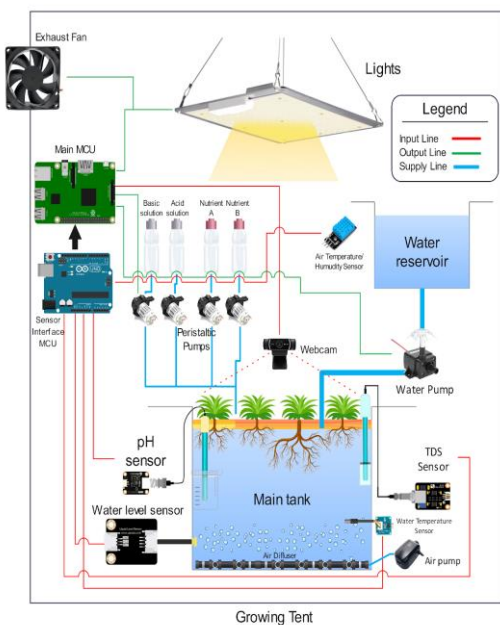 Exhaust Fan
Lights
Legend
Input Line
Output Line
Supply Line
Main MCU
Basic
solution
Acid
solution
Nutrient
A
Nutrient
B
Air Temperature/
Humidity Sensor
Water
reservoir
Sensor
Interface
MCU
Peristaltic
Pumps
Webcam
Water Pump
pH
sensor
TDS
Sensor
Main tank
Water level sensor
Water Temperature
Sensor
Air Diffuser
Air pump
Growing Tent